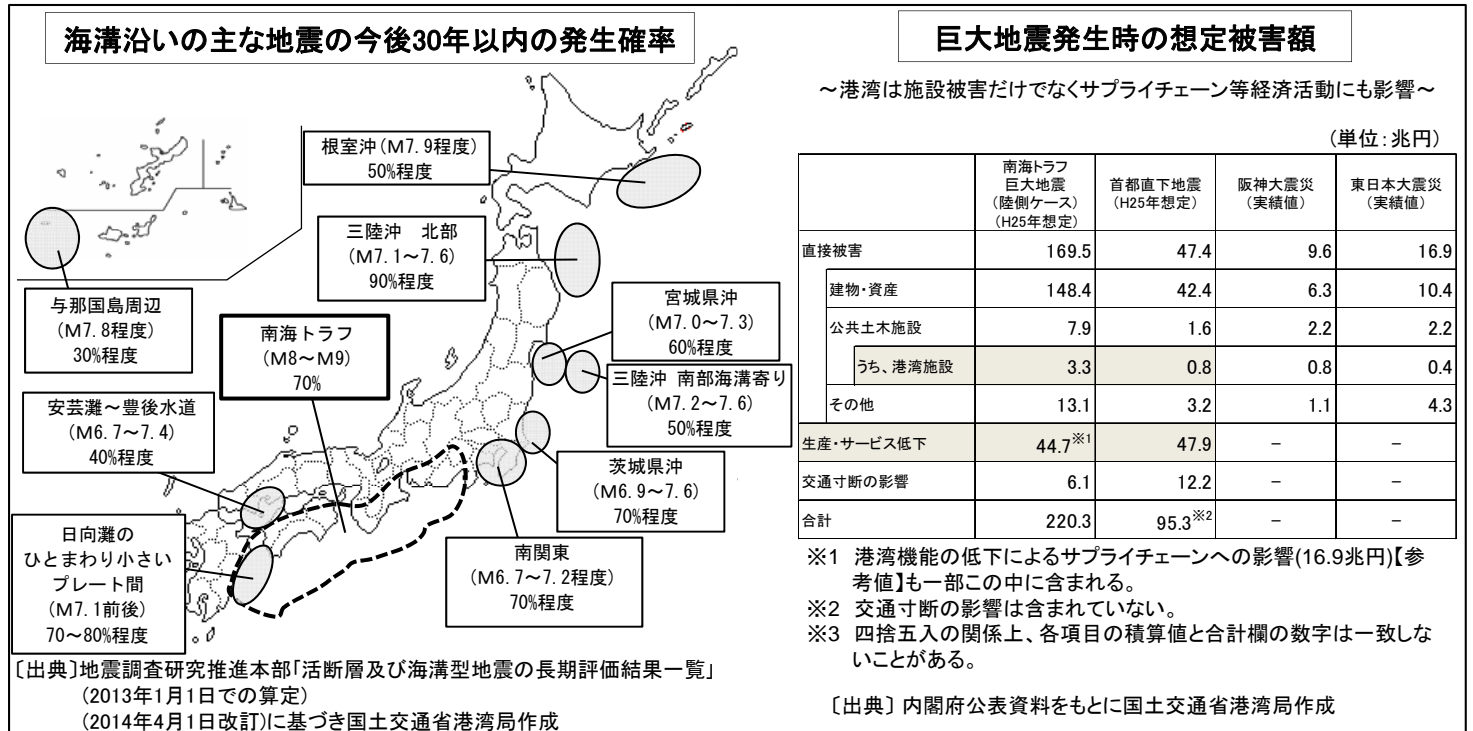 海溝沿いの主な地震の今後30年以内の発生確率
根室沖(M7.9程度)
50%程度
三陸沖 北部
(M7.1～7.6)
90%程度
与那国島周辺
(M7.8程度)
30%程度
南海トラフ
(M8～M9)
70%
宮城県沖
(M7.0～7.3)
60%程度
三陸沖 南部海溝寄り
(M7.2～7.6)
50%程度
安芸灘～豊後水道
(M6.7～7.4)
40%程度
茨城県沖
(M6.9～7.6)
70%程度
日向灘の
ひとまわり小さい
プレート間
(M7.1前後)
70～80%程度
南関東
(M6.7～7.2程度)
70%程度
〔出典〕地震調査研究推進本部「活断層及び海溝型地震の長期評価結果一覧」
(2013年1月1日での算定)
(2014年4月1日改訂)に基づき国土交通省港湾局作成
巨大地震発生時の想定被害額
～港湾は施設被害だけでなくサプライチェーン等経済活動にも影響～
(単位:兆円)
南海トラフ
巨大地震
(陸側ケース)
(H25年想定)
首都直下地震
(H25年想定)
阪神大震災
(実績値)
東日本大震災
(実績値)
直接被害 169.5 47.4 9.6 16.9
建物・資産 148.4 42.4 6.3 10.4
公共土木施設 7.9 1.6 2.2 2.2
うち、港湾施設 3.3 0.8 0.8 0.4
その他 13.1 3.2 1.1 4.3
生産・サービス低下 44.7※1 47.9 － －
交通寸断の影響 6.1 12.2 － －
合計 220.3 95.3※2 － －
※1 港湾機能の低下によるサプライチェーンへの影響(16.9兆円)【参
考値】も一部この中に含まれる。
※2 交通寸断の影響は含まれていない。
※3 四捨五入の関係上、各項目の積算値と合計欄の数字は一致しな
いことがある。
〔出典〕 内閣府公表資料をもとに国土交通省港湾局作成